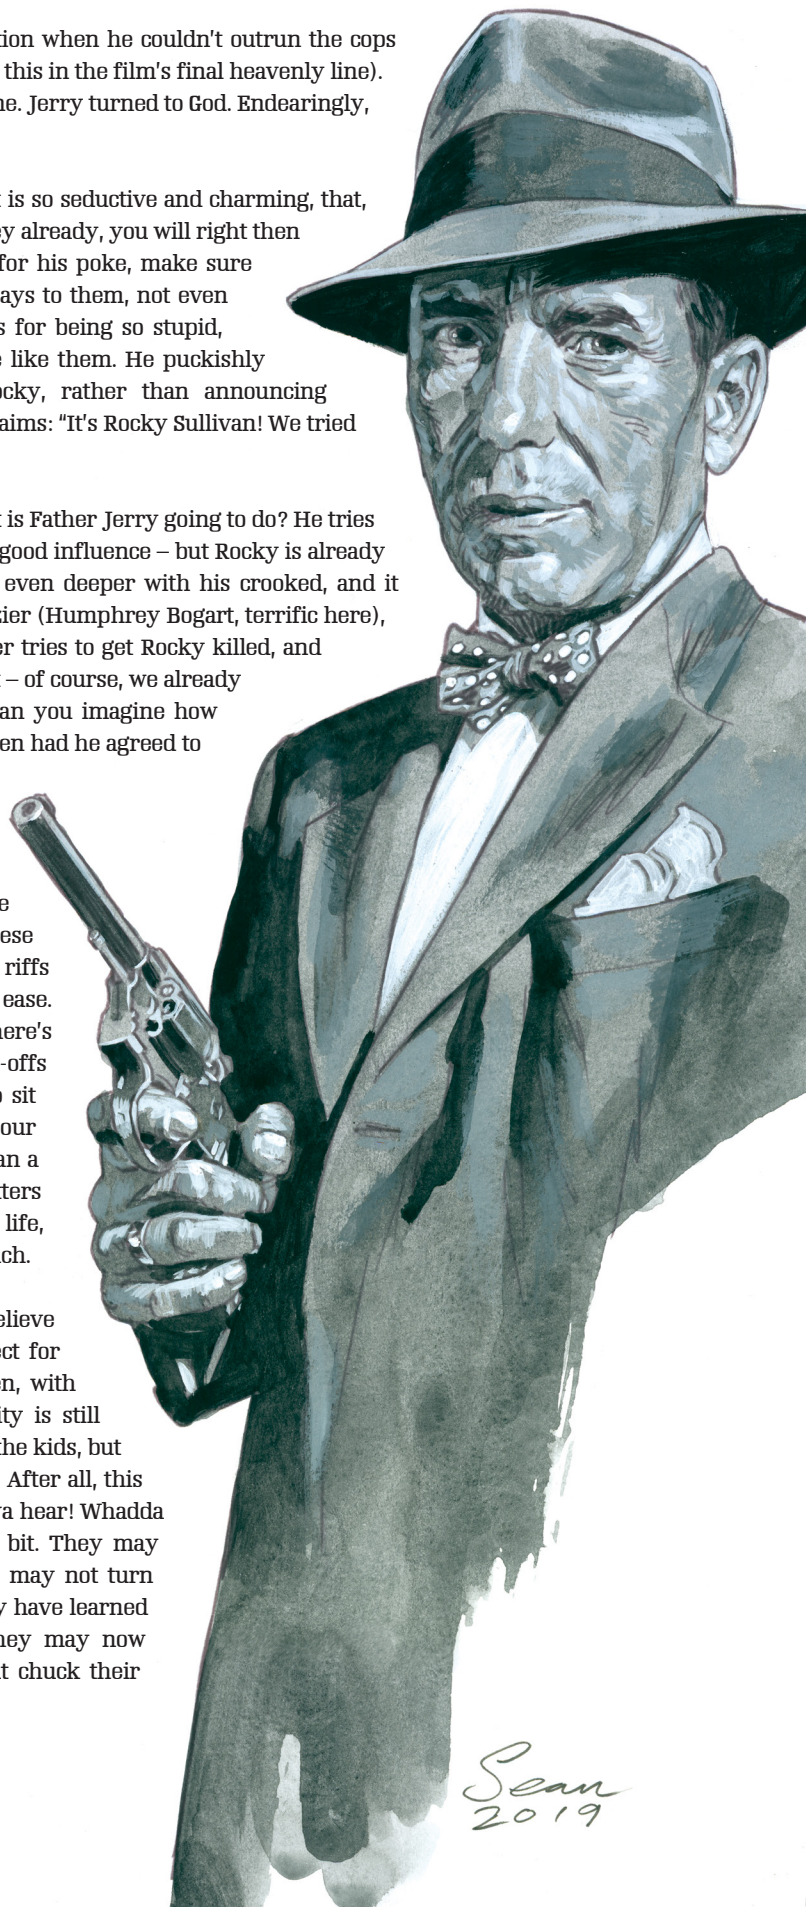 tion when he couldn’t outrun the cops
this in the film’s final heavenly line).
ne. Jerry turned to God. Endearingly,
t is so seductive and charming, that,
ey already, you will right then
for his poke, make sure
ays to them, not even
s for being so stupid,
e like them. He puckishly
ocky, rather than announcing
aims: “It’s Rocky Sullivan! We tried
t is Father Jerry going to do? He tries
good influence – but Rocky is already
even deeper with his crooked, and it
zier (Humphrey Bogart, terrific here),
er tries to get Rocky killed, and
t – of course, we already
an you imagine how
en had he agreed to
e
ese
riffs
ease.
here’s
-offs
o sit
our
an a
tters
life,
ch.
elieve
ect for
en, with
ity is still
the kids, but
After all, this
ya hear! Whadda
bit. They may
may not turn
y have learned
hey may now
t chuck their
Sean
2019